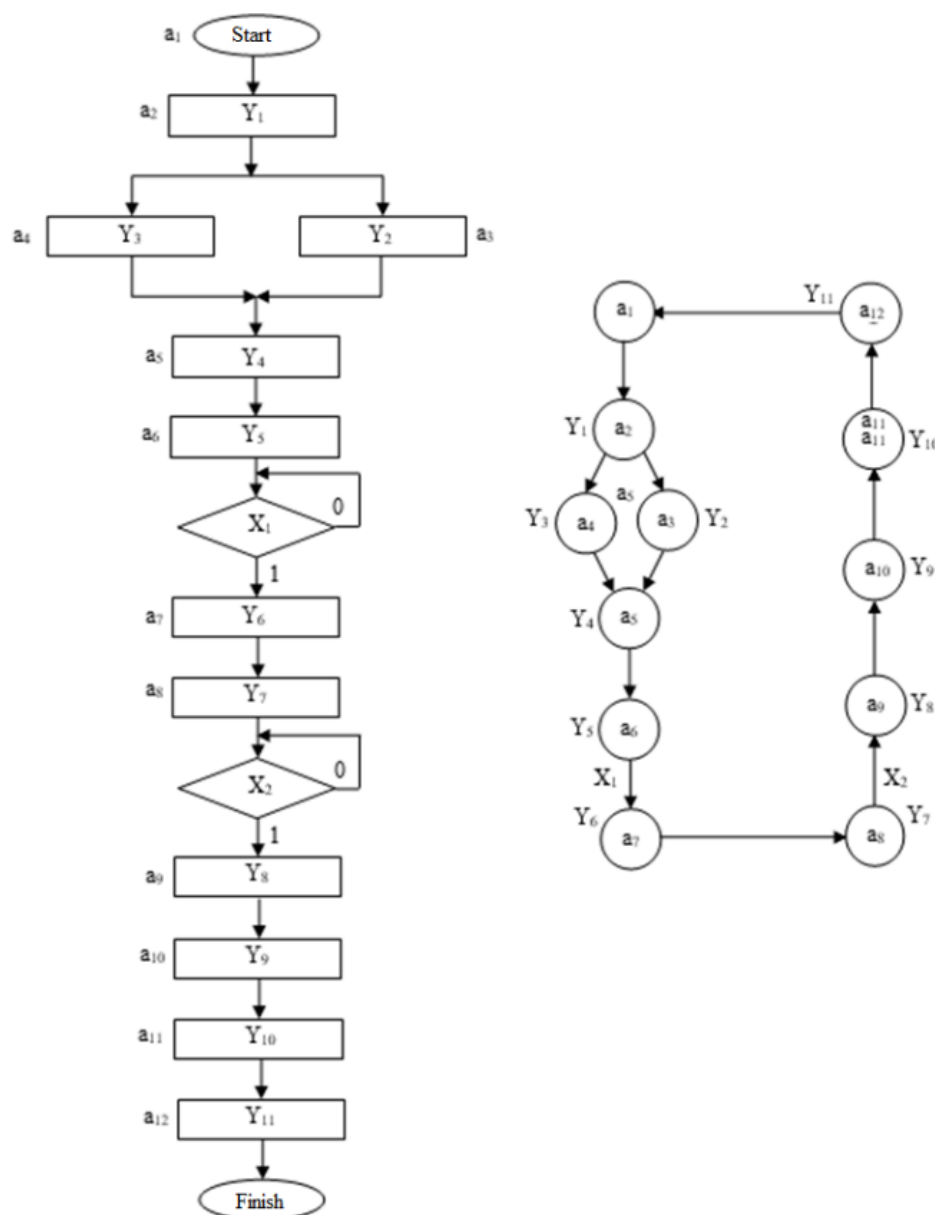 a₁ Start
a₂ Y₁
a₄ Y₃ Y₂ a₃
a₅ Y₄
a₆ Y₅
X₁ 0
1
a₇ Y₆
a₈ Y₇
X₂ 0
1
a₉ Y₈
a₁₀ Y₉
a₁₁ Y₁₀
a₁₂ Y₁₁
Finish
a₁ Y₁₁ a₁₂
Y₁ a₂
a₁₁
a₁₁ Y₁₀
a₅
Y₃ a₄ a₃ Y₂
a₁₀ Y₉
Y₄ a₅
Y₅ a₆
a₉ Y₈
X₁ X₂
Y₆ a₇ a₈ Y₇